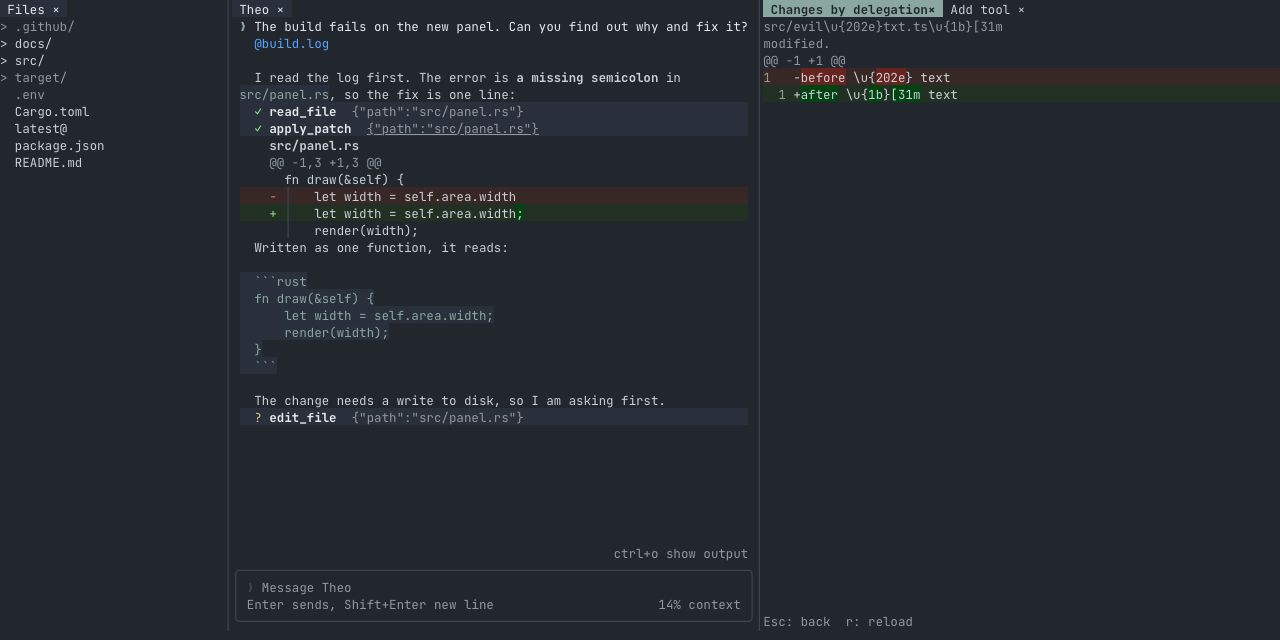 Files ×
> .github/
> docs/
> src/
> target/
.env
Cargo.toml
latest@
package.json
README.md
Theo ×
❩ The build fails on the new panel. Can you find out why and fix it?
@build.log
I read the log first. The error is a missing semicolon in
src/panel.rs, so the fix is one line:
✓ read_file {"path":"src/panel.rs"}
✓ apply_patch {"path":"src/panel.rs"}
src/panel.rs
@@ -1,3 +1,3 @@
fn draw(&self) {
- let width = self.area.width
+ let width = self.area.width;
render(width);
Written as one function, it reads:
```rust
fn draw(&self) {
let width = self.area.width;
render(width);
}
```
The change needs a write to disk, so I am asking first.
? edit_file {"path":"src/panel.rs"}
ctrl+o show output
❩ Message Theo
Enter sends, Shift+Enter new line 14% context
Changes by delegation× Add tool ×
src/evil\u{202e}txt.ts\u{1b}[31m
modified.
@@ -1 +1 @@
1 -before \u{202e} text
1 +after \u{1b}[31m text
Esc: back r: reload